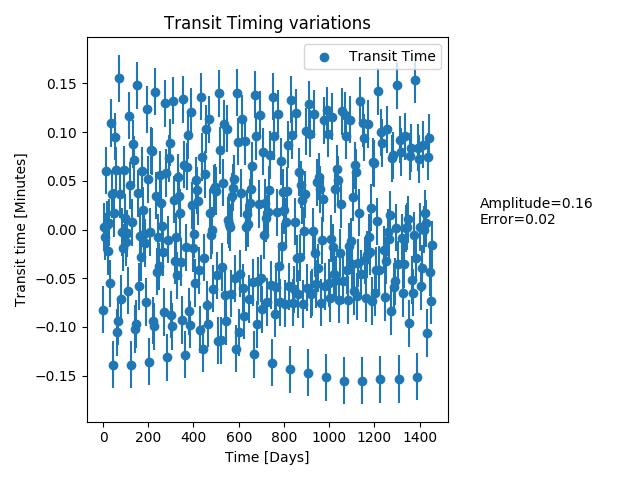 Transit Timing variations
Transit Time
0.15
0.10
0.05
0.00
−0.05
−0.10
−0.15
Transit time [Minutes]
Amplitude=0.16
Error=0.02
0 200 400 600 800 1000 1200 1400
Time [Days]